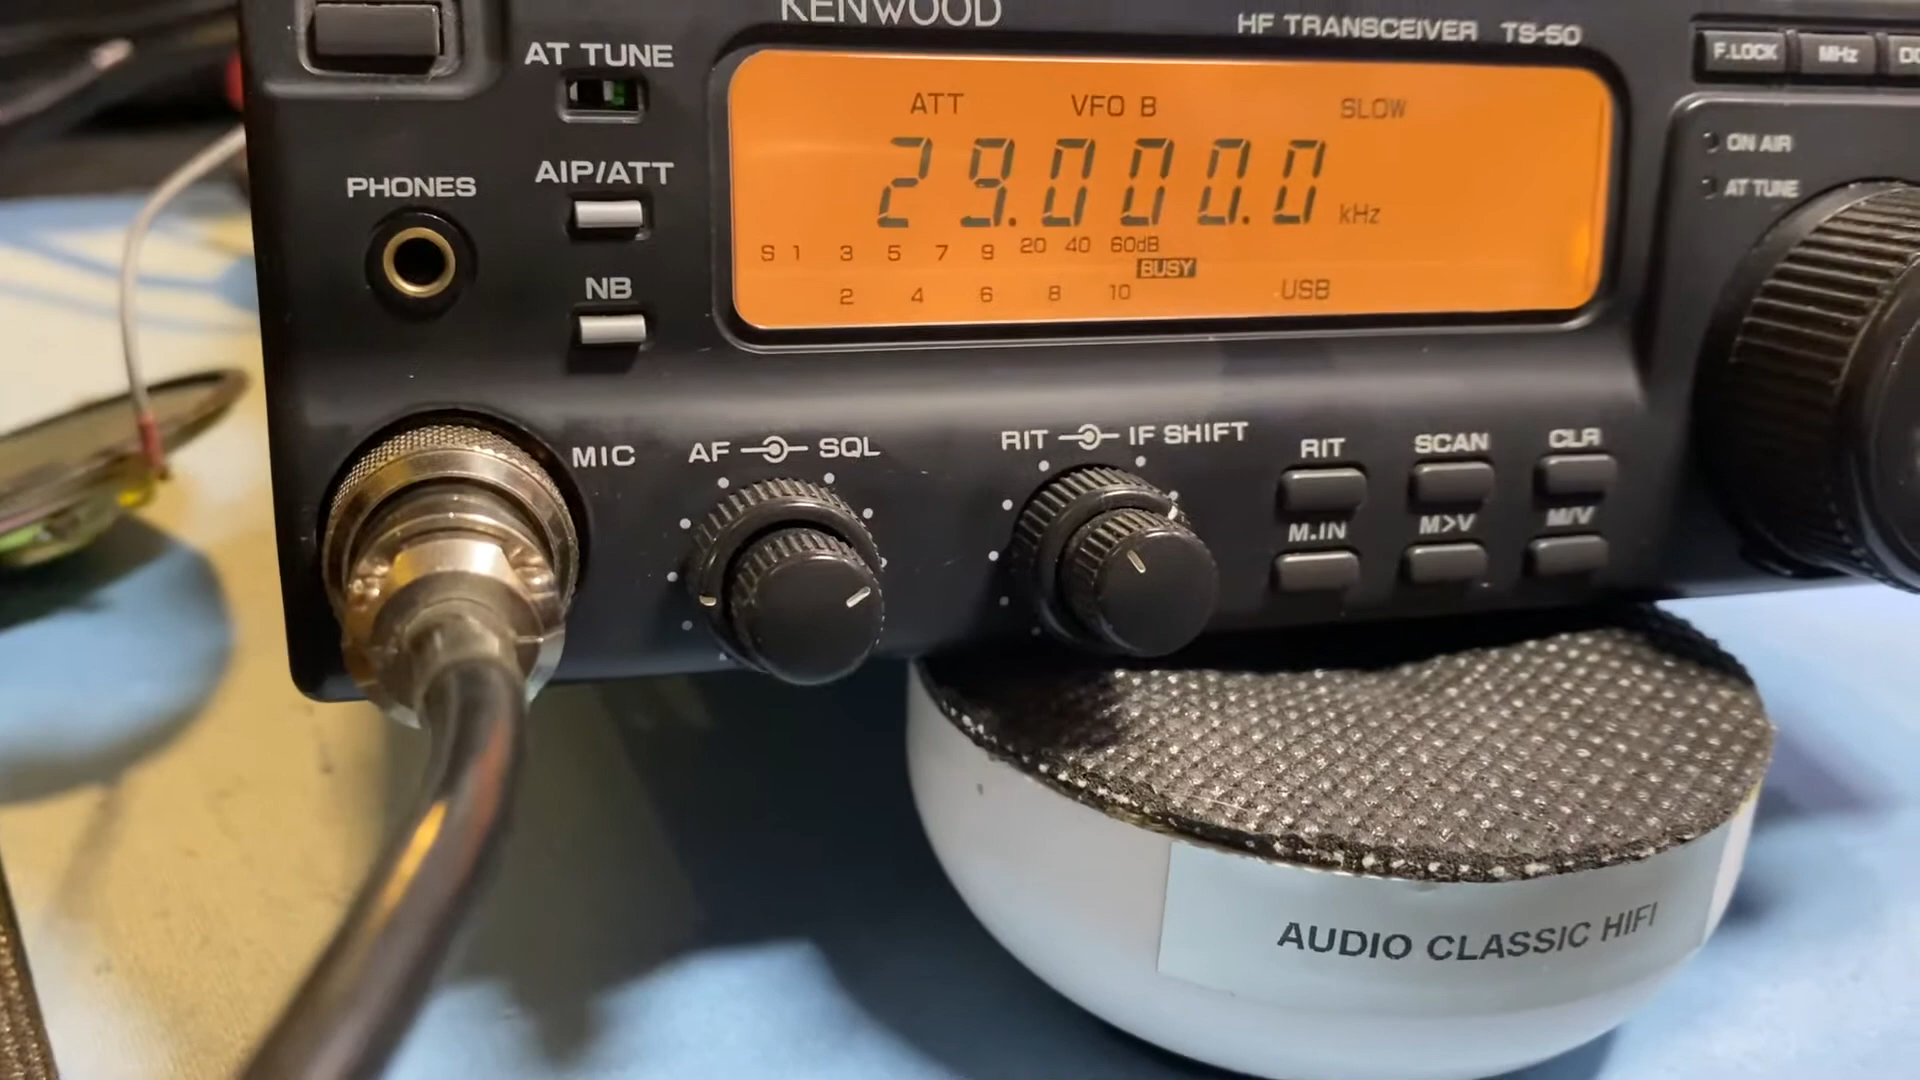 KENWOOD
HF TRANSCEIVER TS-50
AT TUNE
F.LOCK
MHz
ATT VFO B SLOW
29.000.0 kHz
ON AIR
AT TUNE
AIP/ATT
PHONES
S 1 3 5 7 9 20 40 60dB
BUSY
2 4 6 8 10 USB
NB
MIC
AF SQL
RIT IF SHIFT
RIT SCAN CLR
M.IN M>V M/V
AUDIO CLASSIC HIFI